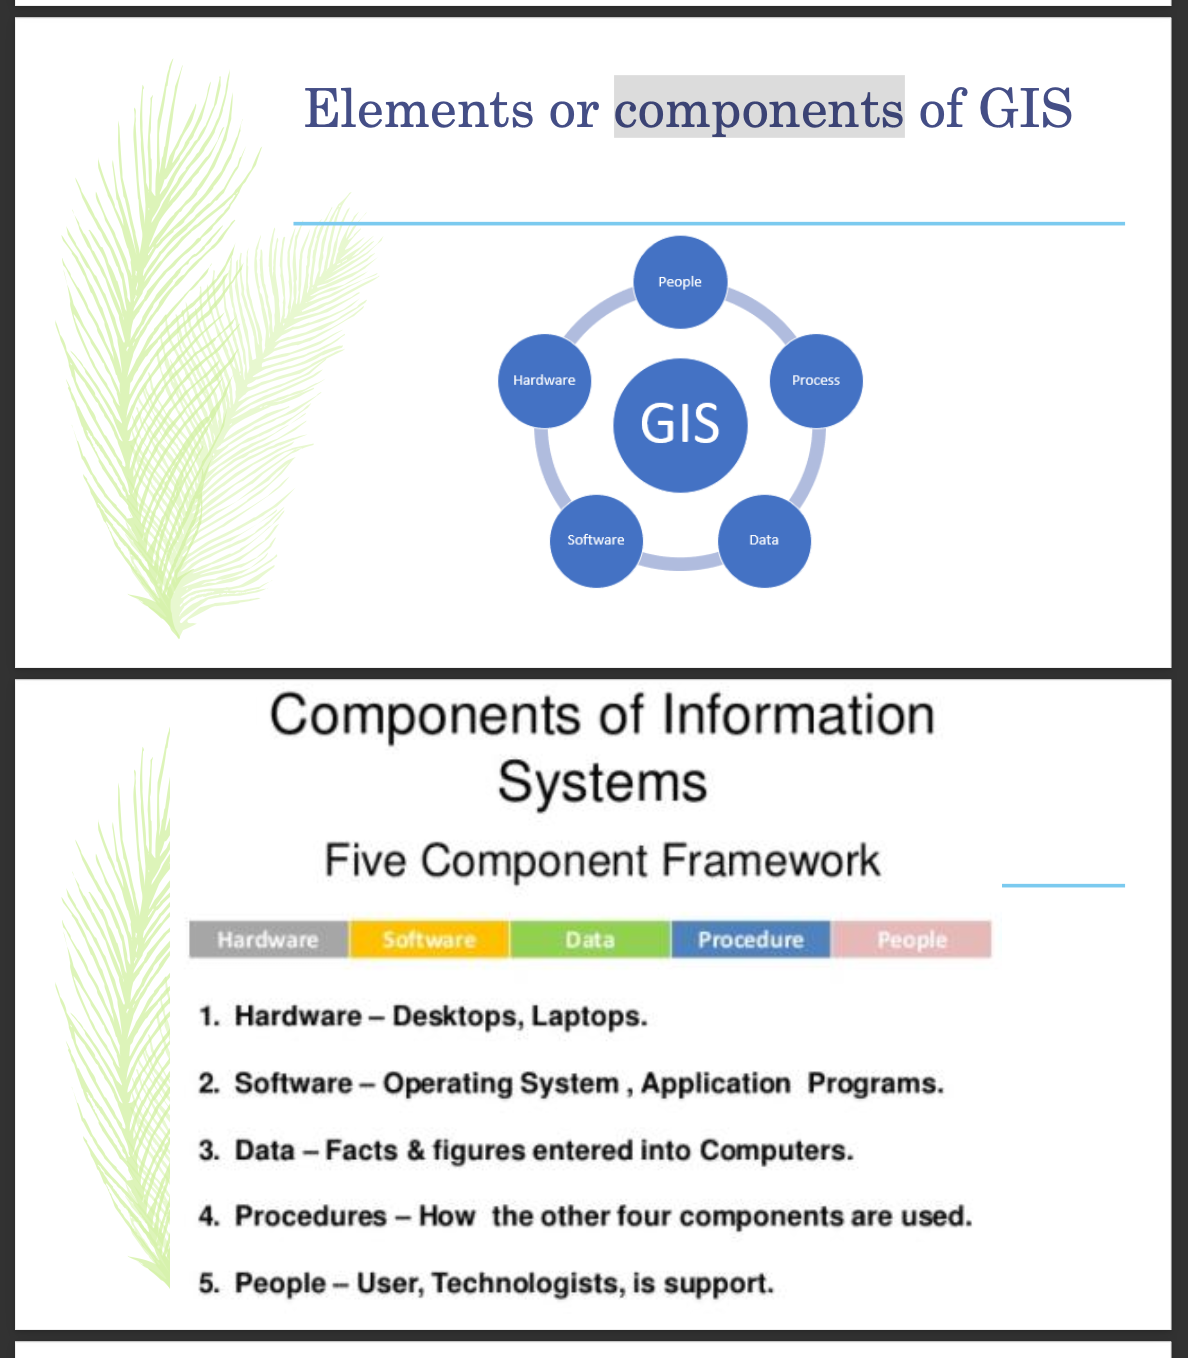 Elements or components of GIS
People
Hardware
Process
GIS
Software
Data
Components of Information
Systems
Five Component Framework
Hardware Software Data Procedure People
1. Hardware – Desktops, Laptops.
2. Software – Operating System , Application Programs.
3. Data – Facts & figures entered into Computers.
4. Procedures – How the other four components are used.
5. People – User, Technologists, is support.